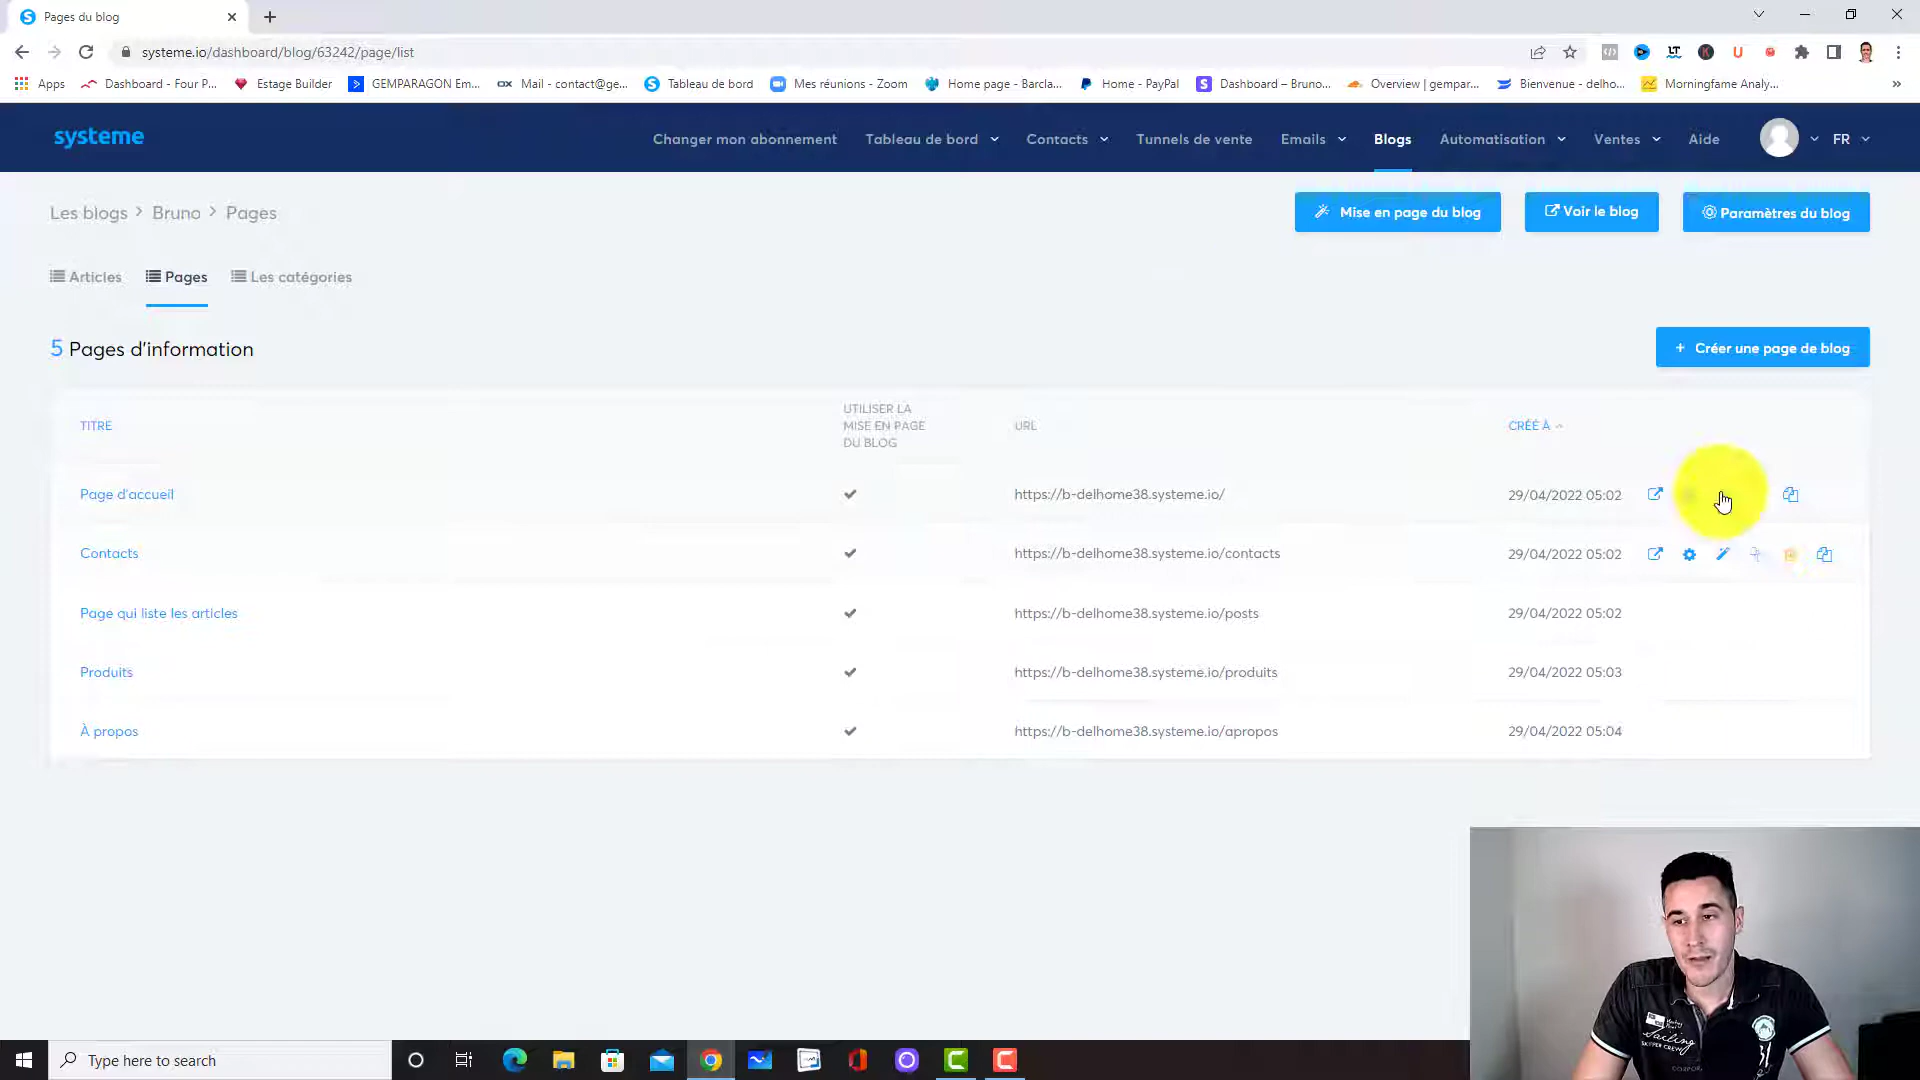 Pages du blog
systeme.io/dashboard/blog/63242/page/list
Apps
Dashboard - Four P...
Estage Builder
GEMPARAGON Em...
Mail - contact@ge...
Tableau de bord
Mes réunions - Zoom
Home page - Barcla...
Home - PayPal
Dashboard – Bruno...
Overview | gempar...
Bienvenue - delho...
Morningfame Analy...
systeme
Changer mon abonnement
Tableau de bord
Contacts
Tunnels de vente
Emails
Blogs
Automatisation
Ventes
Aide
FR
Les blogs > Bruno > Pages
Mise en page du blog
Voir le blog
Paramètres du blog
Articles
Pages
Les catégories
5 Pages d'information
+ Créer une page de blog
TITRE
UTILISER LA
MISE EN PAGE
DU BLOG
URL
CRÉÉ À
Page d'accueil
https://b-delhome38.systeme.io/
29/04/2022 05:02
Contacts
https://b-delhome38.systeme.io/contacts
29/04/2022 05:02
Page qui liste les articles
https://b-delhome38.systeme.io/posts
29/04/2022 05:02
Produits
https://b-delhome38.systeme.io/produits
29/04/2022 05:03
À propos
https://b-delhome38.systeme.io/apropos
29/04/2022 05:04
Type here to search